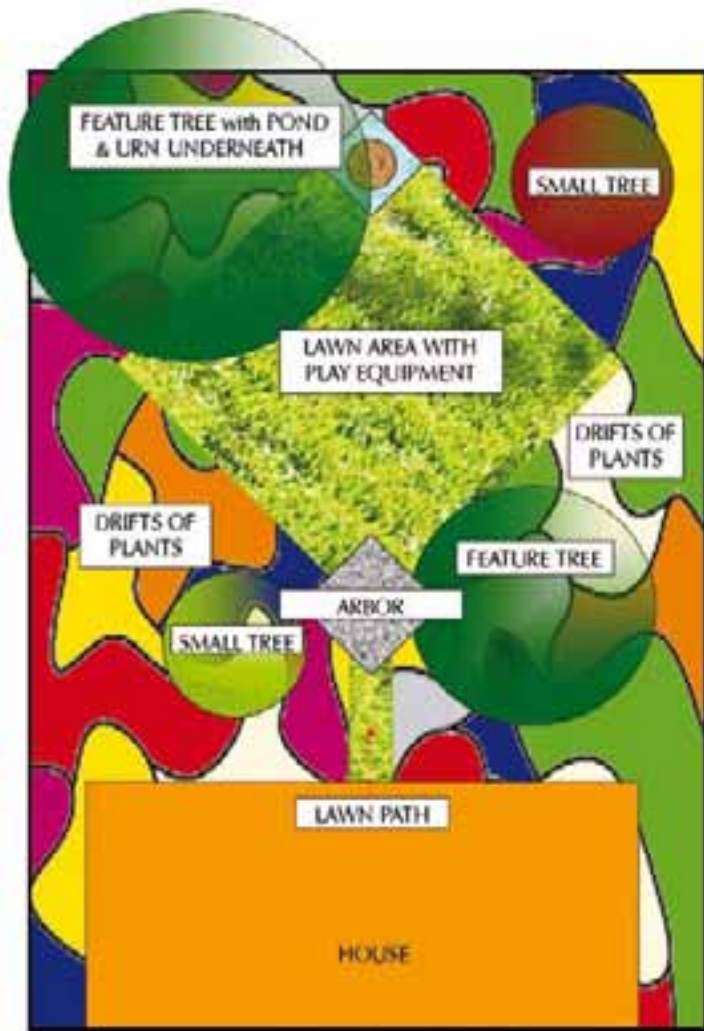 FEATURE TREE with POND
& URN UNDERNEATH
SMALL TREE
LAWN AREA WITH
PLAY EQUIPMENT
DRIFTS OF
PLANTS
DRIFTS OF
PLANTS
FEATURE TREE
ARBOR
SMALL TREE
LAWN PATH
HOUSE